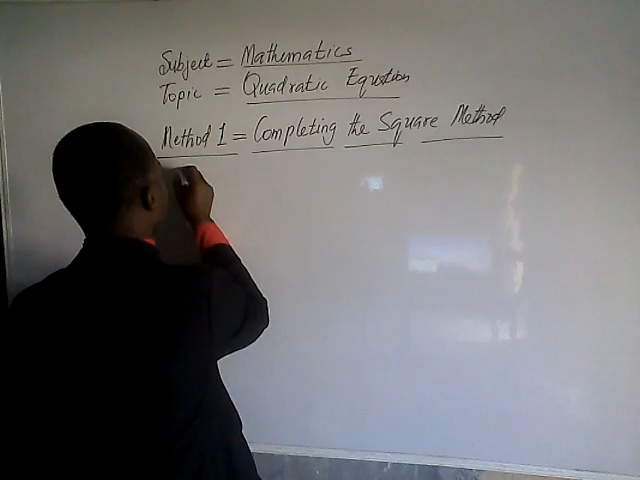 Subject = Mathematics
Topic = Quadratic Equation
Method 1 = Completing the Square Method